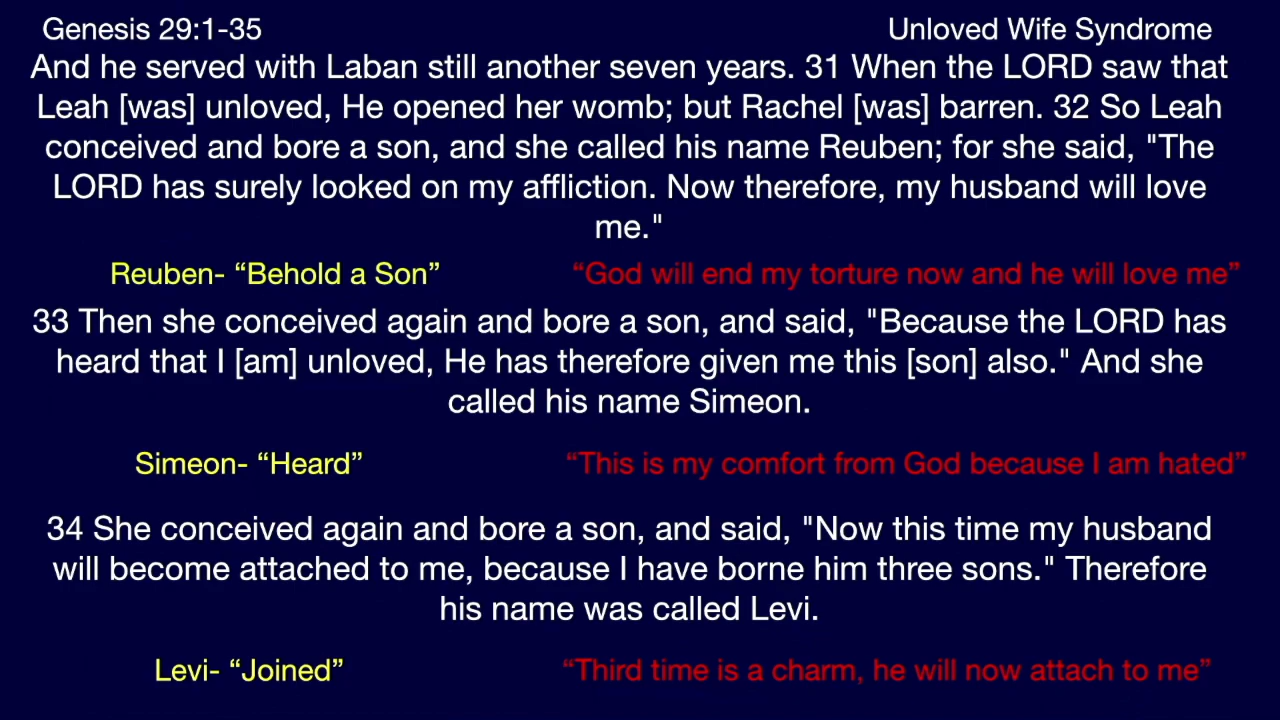 Genesis 29:1-35
Unloved Wife Syndrome
And he served with Laban still another seven years. 31 When the LORD saw that
Leah [was] unloved, He opened her womb; but Rachel [was] barren. 32 So Leah
conceived and bore a son, and she called his name Reuben; for she said, "The
LORD has surely looked on my affliction. Now therefore, my husband will love
me."
Reuben- “Behold a Son”
“God will end my torture now and he will love me”
33 Then she conceived again and bore a son, and said, "Because the LORD has
heard that I [am] unloved, He has therefore given me this [son] also." And she
called his name Simeon.
Simeon- “Heard”
“This is my comfort from God because I am hated”
34 She conceived again and bore a son, and said, "Now this time my husband
will become attached to me, because I have borne him three sons." Therefore
his name was called Levi.
Levi- “Joined”
“Third time is a charm, he will now attach to me”